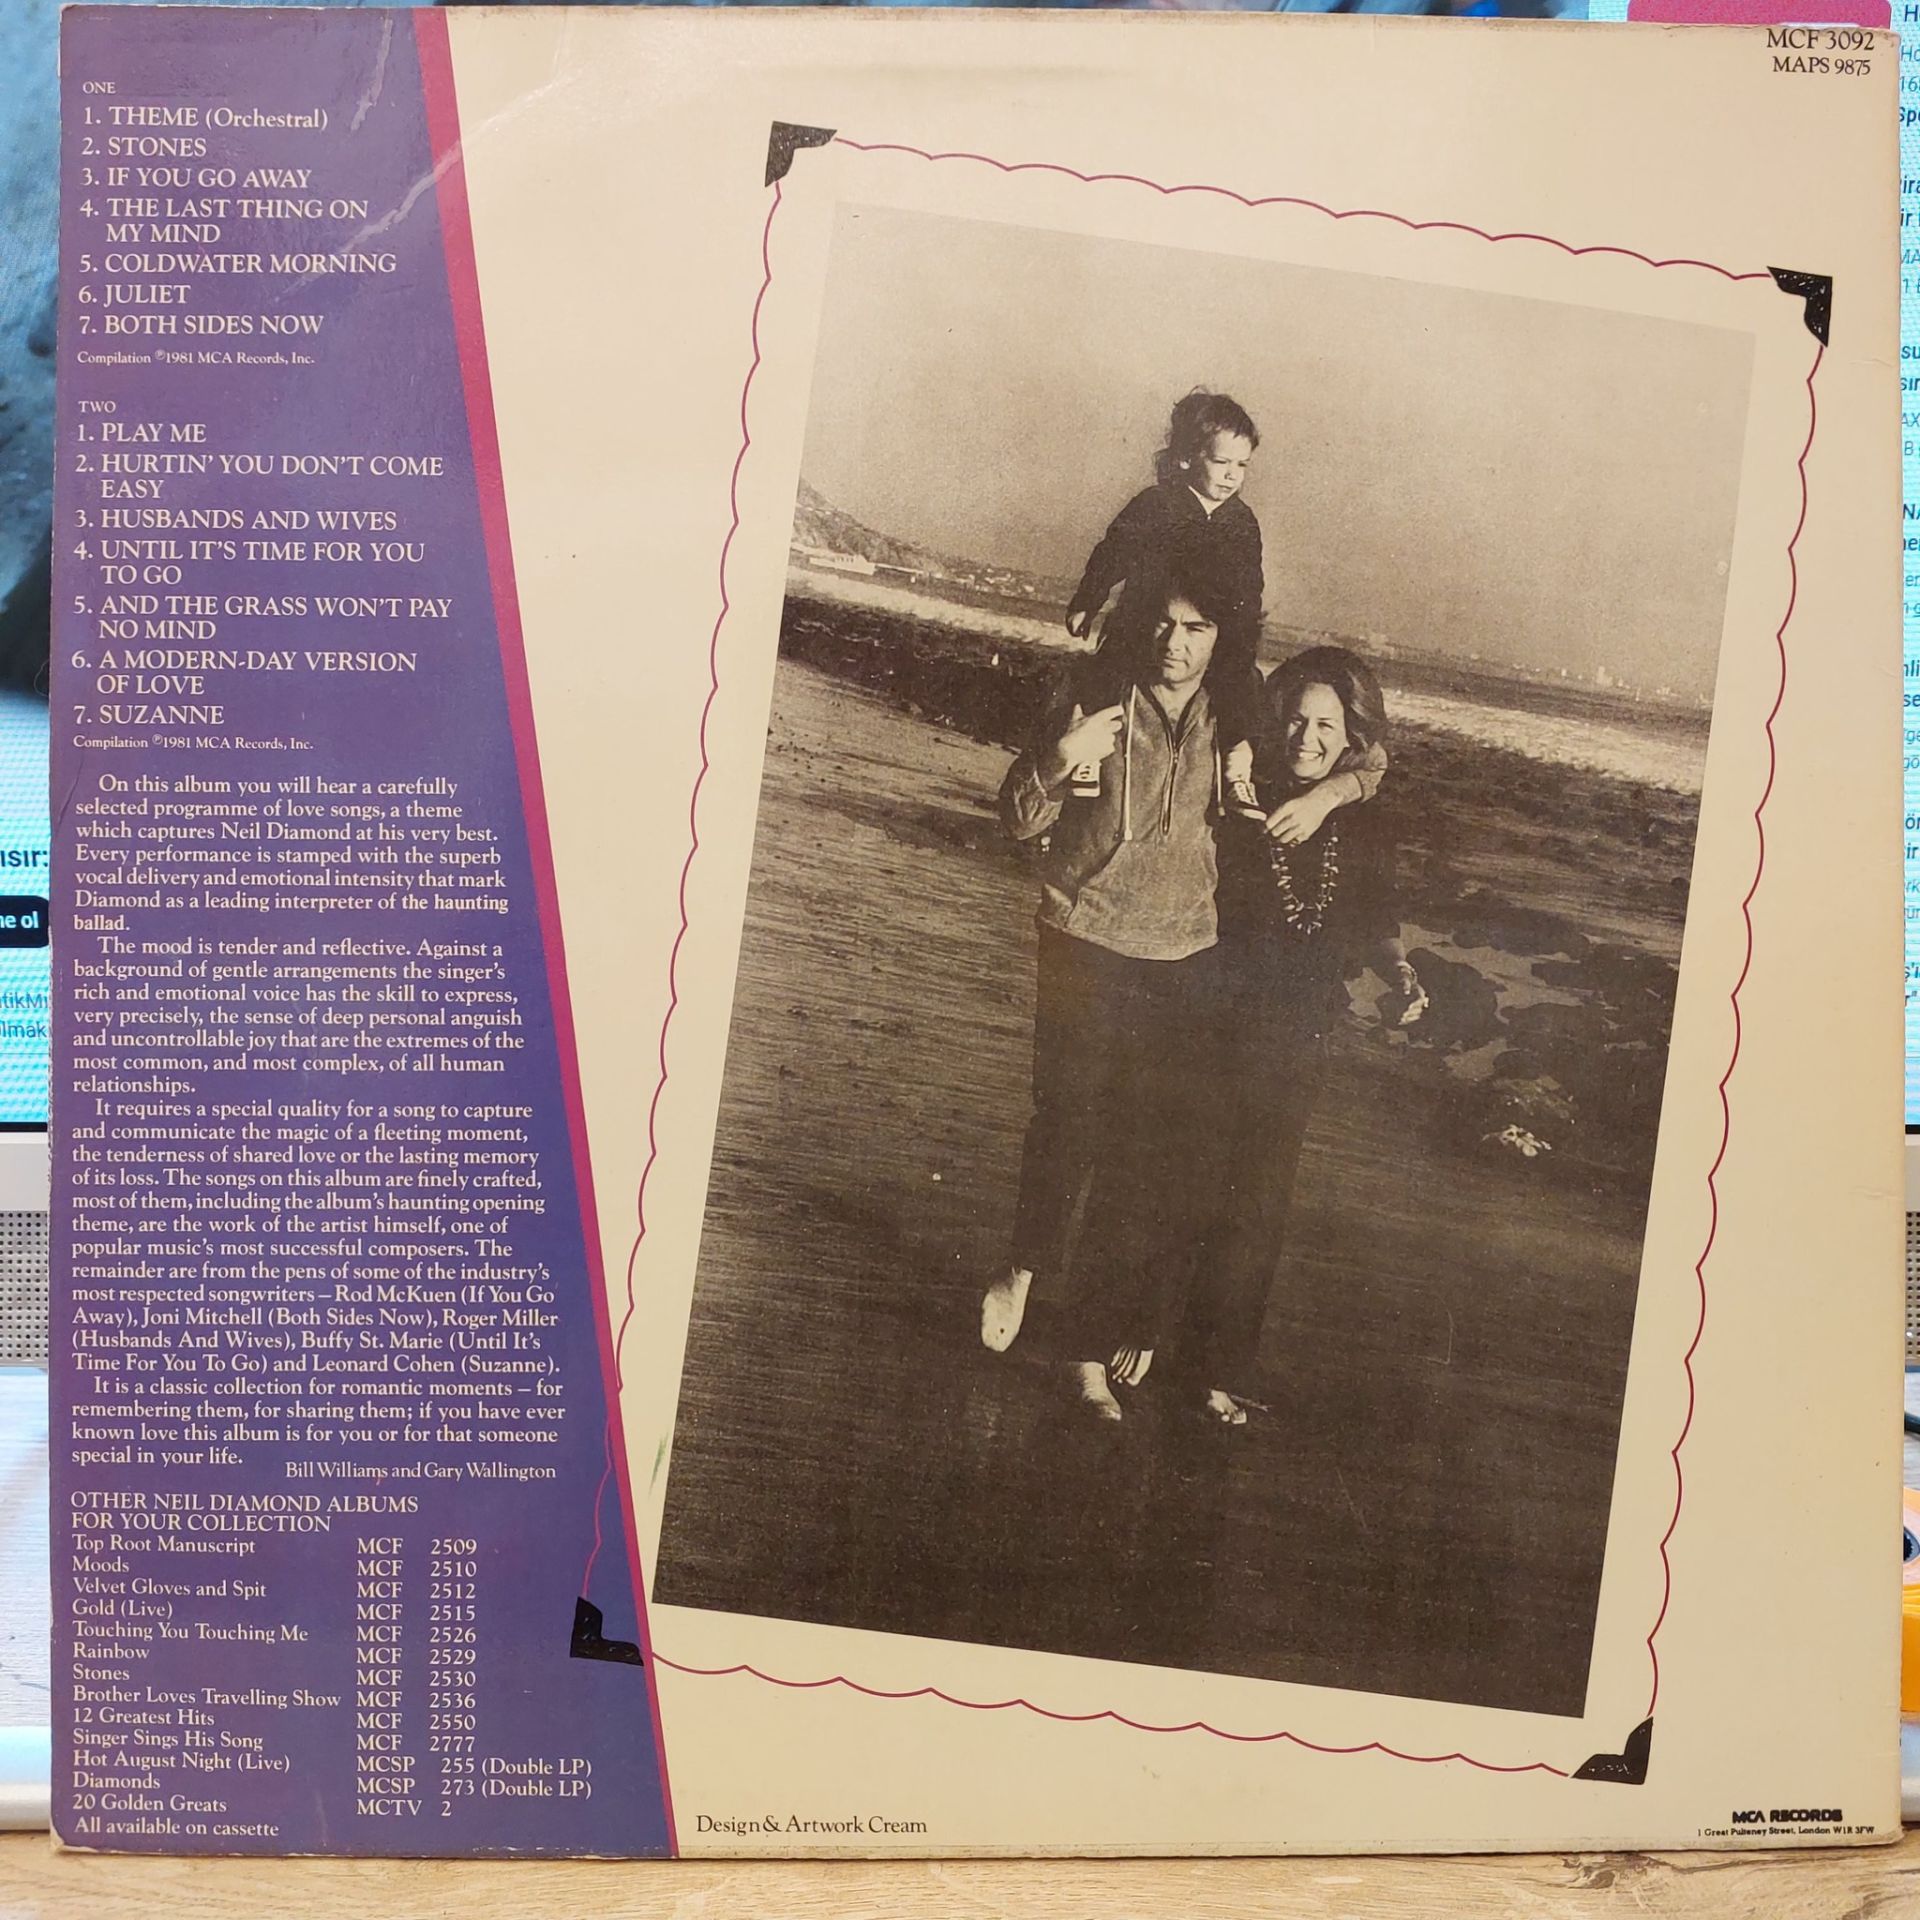 MCF 3092
MAPS 9875
ONE
1. THEME (Orchestral)
2. STONES
3. IF YOU GO AWAY
4. THE LAST THING ON
MY MIND
5. COLDWATER MORNING
6. JULIET
7. BOTH SIDES NOW
Compilation ℗1981 MCA Records, Inc.
TWO
1. PLAY ME
2. HURTIN' YOU DON'T COME
EASY
3. HUSBANDS AND WIVES
4. UNTIL IT'S TIME FOR YOU
TO GO
5. AND THE GRASS WON'T PAY
NO MIND
6. A MODERN-DAY VERSION
OF LOVE
7. SUZANNE
Compilation ℗1981 MCA Records, Inc.
On this album you will hear a carefully
selected programme of love songs, a theme
which captures Neil Diamond at his very best.
Every performance is stamped with the superb
vocal delivery and emotional intensity that mark
Diamond as a leading interpreter of the haunting
ballad.
The mood is tender and reflective. Against a
background of gentle arrangements the singer's
rich and emotional voice has the skill to express,
very precisely, the sense of deep personal anguish
and uncontrollable joy that are the extremes of the
most common, and most complex, of all human
relationships.
It requires a special quality for a song to capture
and communicate the magic of a fleeting moment,
the tenderness of shared love or the lasting memory
of its loss. The songs on this album are finely crafted,
most of them, including the album's haunting opening
theme, are the work of the artist himself, one of
popular music's most successful composers. The
remainder are from the pens of some of the industry's
most respected songwriters – Rod McKuen (If You Go
Away), Joni Mitchell (Both Sides Now), Roger Miller
(Husbands And Wives), Buffy St. Marie (Until It's
Time For You To Go) and Leonard Cohen (Suzanne).
It is a classic collection for romantic moments – for
remembering them, for sharing them; if you have ever
known love this album is for you or for that someone
special in your life.
Bill Williams and Gary Wallington
OTHER NEIL DIAMOND ALBUMS
FOR YOUR COLLECTION
Top Root Manuscript MCF 2509
Moods MCF 2510
Velvet Gloves and Spit MCF 2512
Gold (Live) MCF 2515
Touching You Touching Me MCF 2526
Rainbow MCF 2529
Stones MCF 2530
Brother Loves Travelling Show MCF 2536
12 Greatest Hits MCF 2550
Singer Sings His Song MCF 2777
Hot August Night (Live) MCSP 255 (Double LP)
Diamonds MCSP 273 (Double LP)
20 Golden Greats MCTV 2
All available on cassette
Design & Artwork Cream
MCA RECORDS
1 Great Pulteney Street, London W1R 3FW
ısır:
ne ol